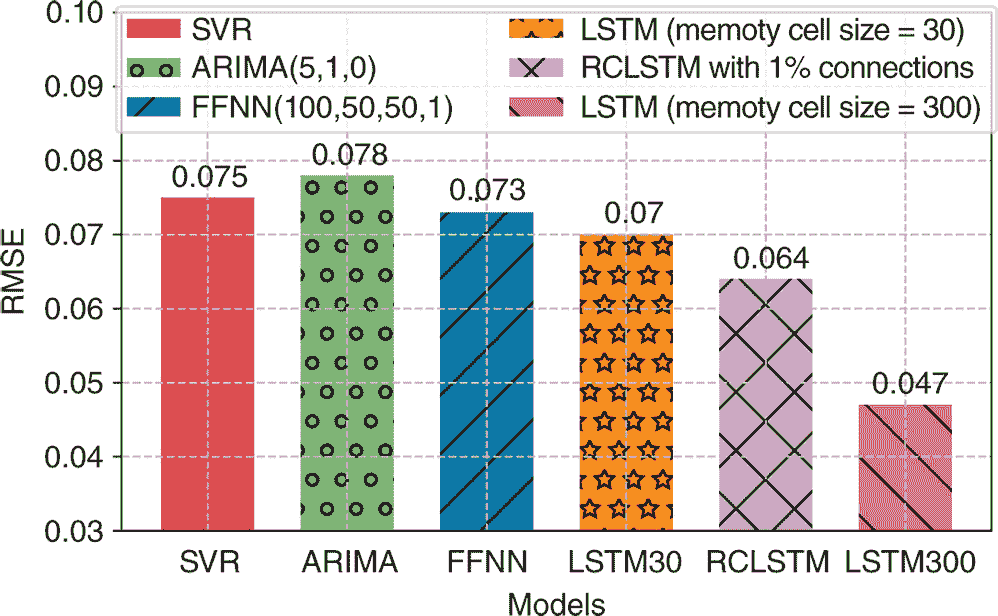 0.10
0.09
0.08
0.07
0.06
0.05
0.04
0.03
RMSE
SVR
ARIMA(5,1,0)
FFNN(100,50,50,1)
LSTM (memoty cell size = 30)
RCLSTM with 1% connections
LSTM (memoty cell size = 300)
0.075
0.078
0.073
0.07
0.064
0.047
SVR
ARIMA
FFNN
LSTM30
RCLSTM
LSTM300
Models